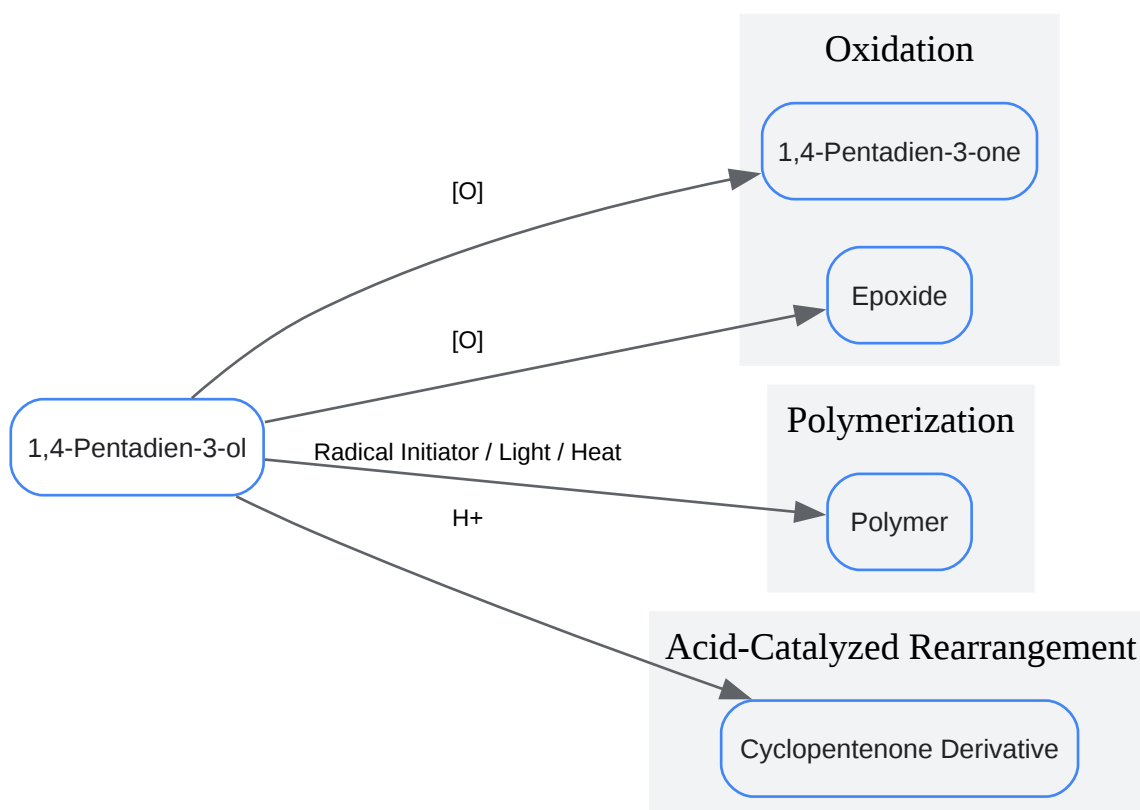 Oxidation
1,4-Pentadien-3-one
[O]
Epoxide
[O]
Polymerization
1,4-Pentadien-3-ol
Radical Initiator / Light / Heat
Polymer
H+
Acid-Catalyzed Rearrangement
Cyclopentenone Derivative